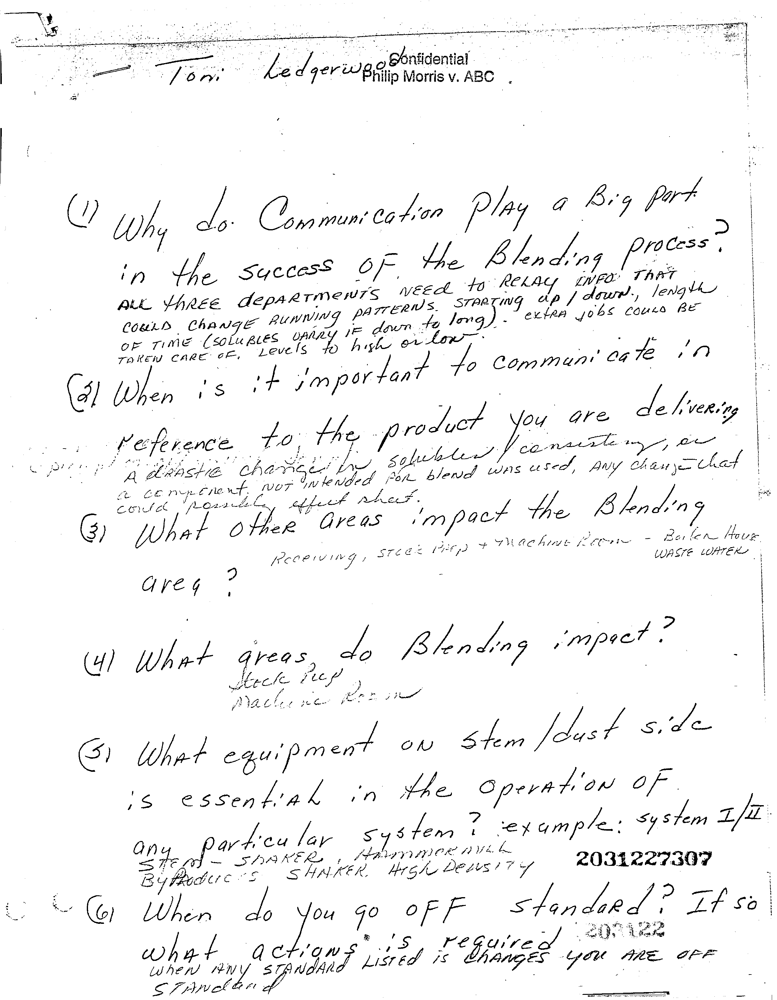 Toni Ledgerwood
Confidential
Philip Morris v. ABC
(1) Why do Communication Play a Big Part
in the success OF the Blending Process?
ALL three departments NEED to RELAY INFO THAT
COULD CHANGE RUNNING PATTERNS. STARTING up / down, length
OF TIME (SOLUBLES VARRY IF down to long). extra jobs could BE
TAKEN CARE OF. Levels to high or low.
(2) When is it important to communicate in
reference to the product you are delivering
A drastic change in solubles / consistency, or
a component NOT INTENDED FOR blend was used, ANY change that
could possibly effect sheet.
(3) What other areas impact the Blending
Receiving, Stock Prep + Machine Room - Boiler House
WASTE WATER
area?
(4) What areas do Blending impact?
Stock Prep
Machine Room
(5) What equipment on Stem/dust side
is essential in the operation OF
any particular system? example: system I/II
STEM - SHAKER, HAMMERMILL
ByProducts SHAKER. HIGH DENSITY
2031227307
(6) When do you go OFF standard? If so
203122
what actions is required
WHEN ANY STANDARD LISTED is CHANGES you ARE OFF
STANdard